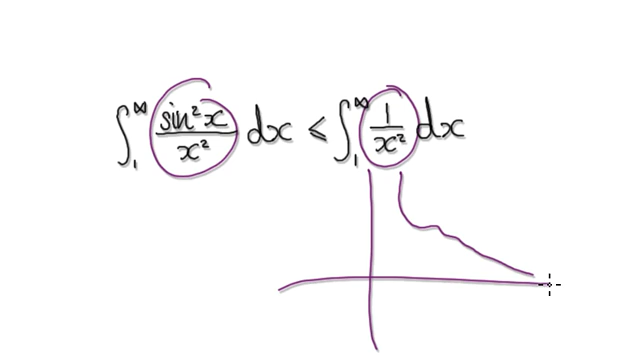 ∫₁^∞ sin²x/x² dx ≤ ∫₁^∞ 1/x² dx